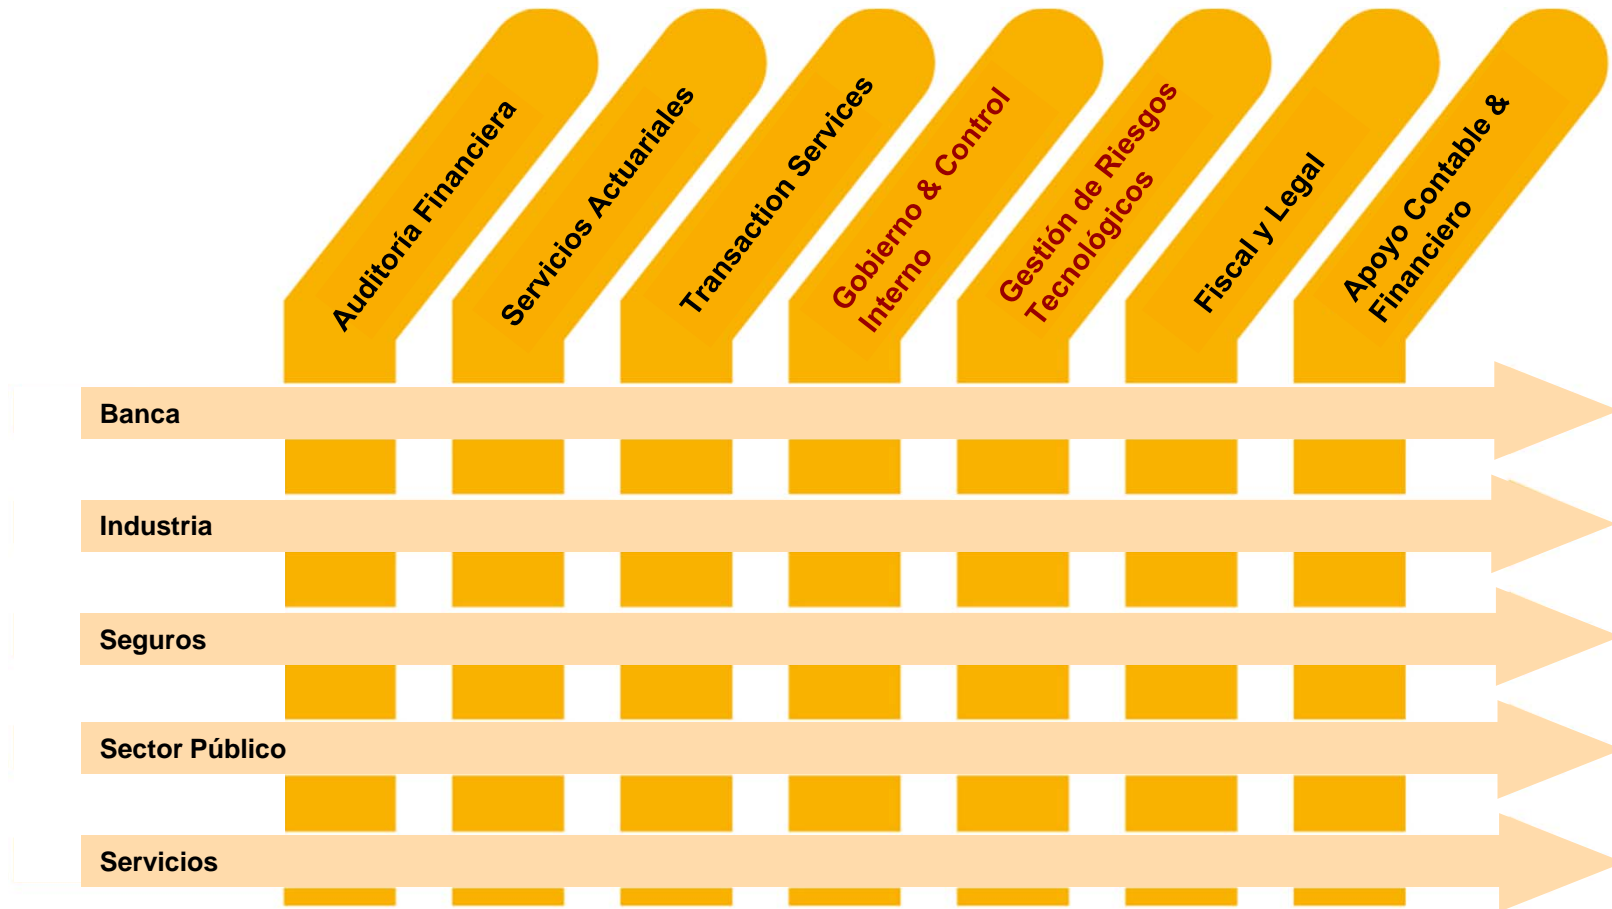 Auditoría Financiera
Servicios Actuariales
Transaction Services
Gobierno & Control
Interno
Gestión de Riesgos
Tecnológicos
Fiscal y Legal
Apoyo Contable &
Financiero
Banca
Industria
Seguros
Sector Público
Servicios